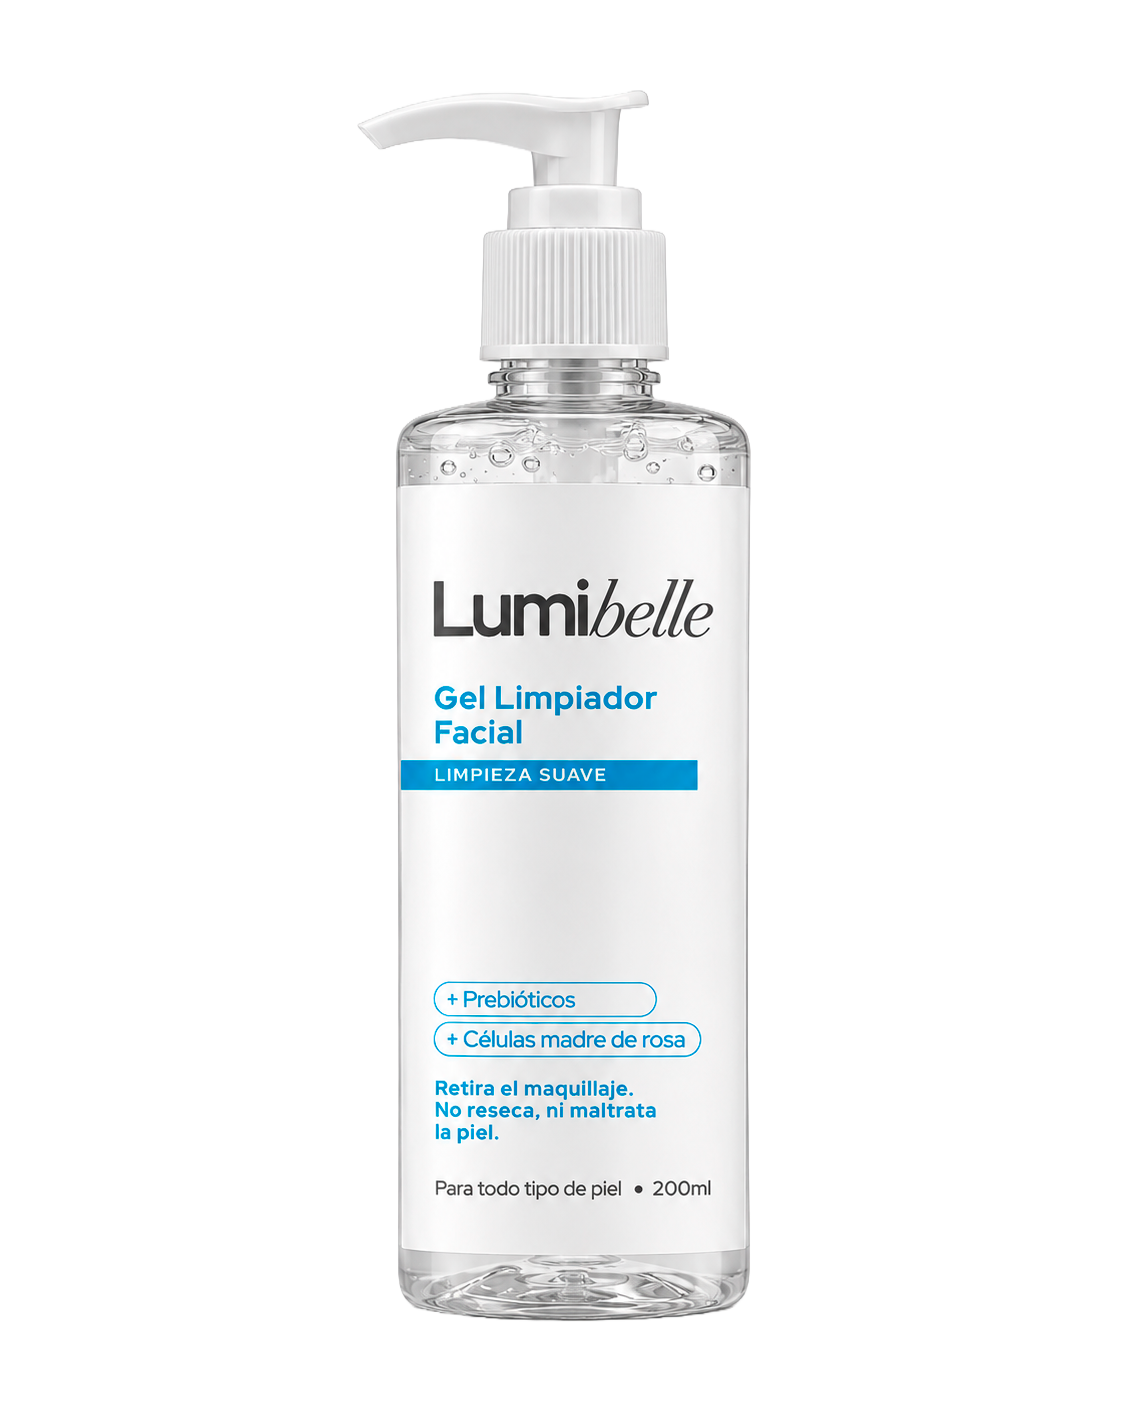 Lumibelle
Gel Limpiador
Facial
LIMPIEZA SUAVE
+ Prebióticos
+ Células madre de rosa
Retira el maquillaje.
No reseca, ni maltrata
la piel.
Para todo tipo de piel • 200ml